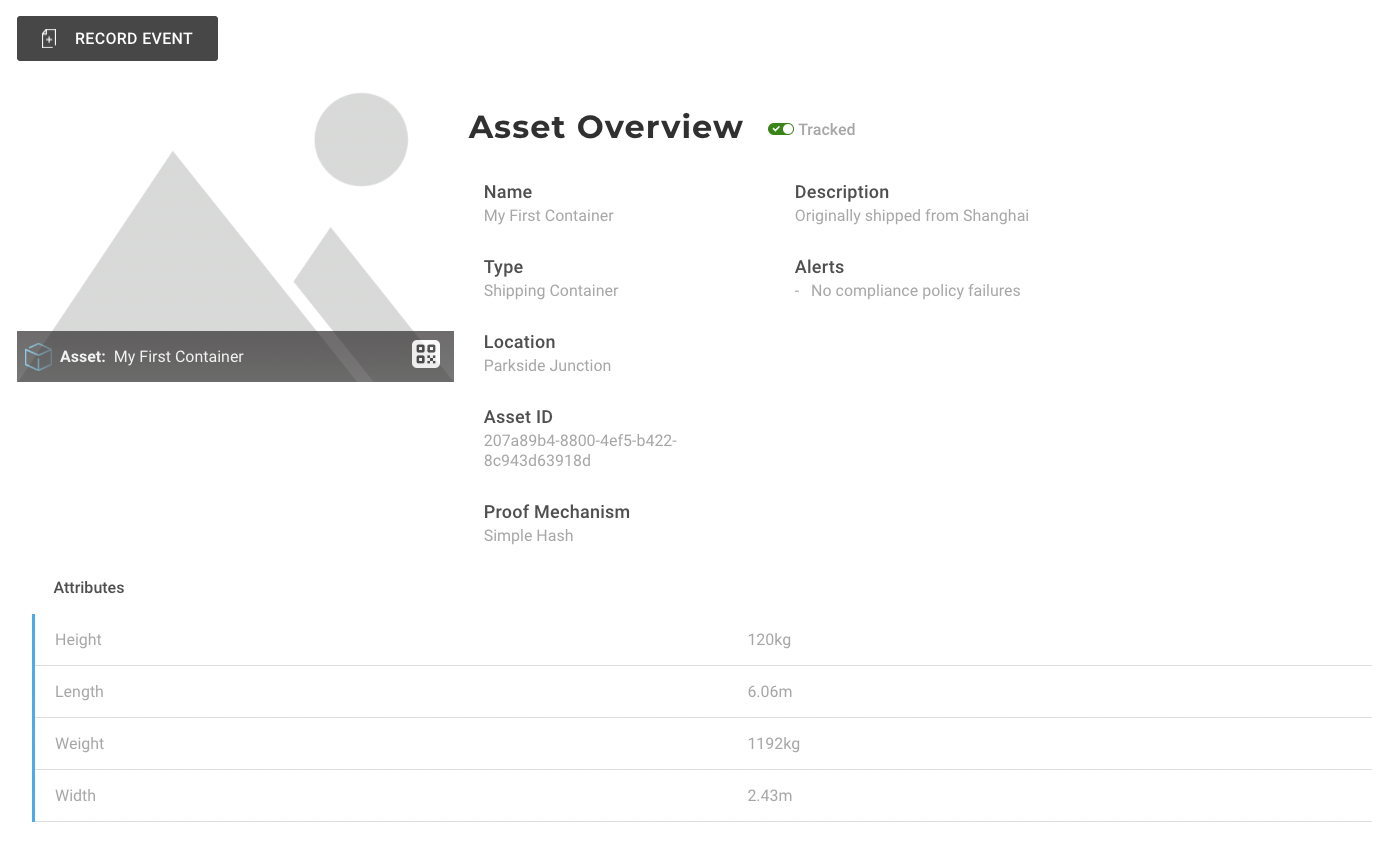 RECORD EVENT
Asset Overview
Tracked
Asset: My First Container
Name
My First Container
Description
Originally shipped from Shanghai
Type
Shipping Container
Alerts
- No compliance policy failures
Location
Parkside Junction
Asset ID
207a89b4-8800-4ef5-b422-
8c943d63918d
Proof Mechanism
Simple Hash
Attributes
Height 120kg
Length 6.06m
Weight 1192kg
Width 2.43m